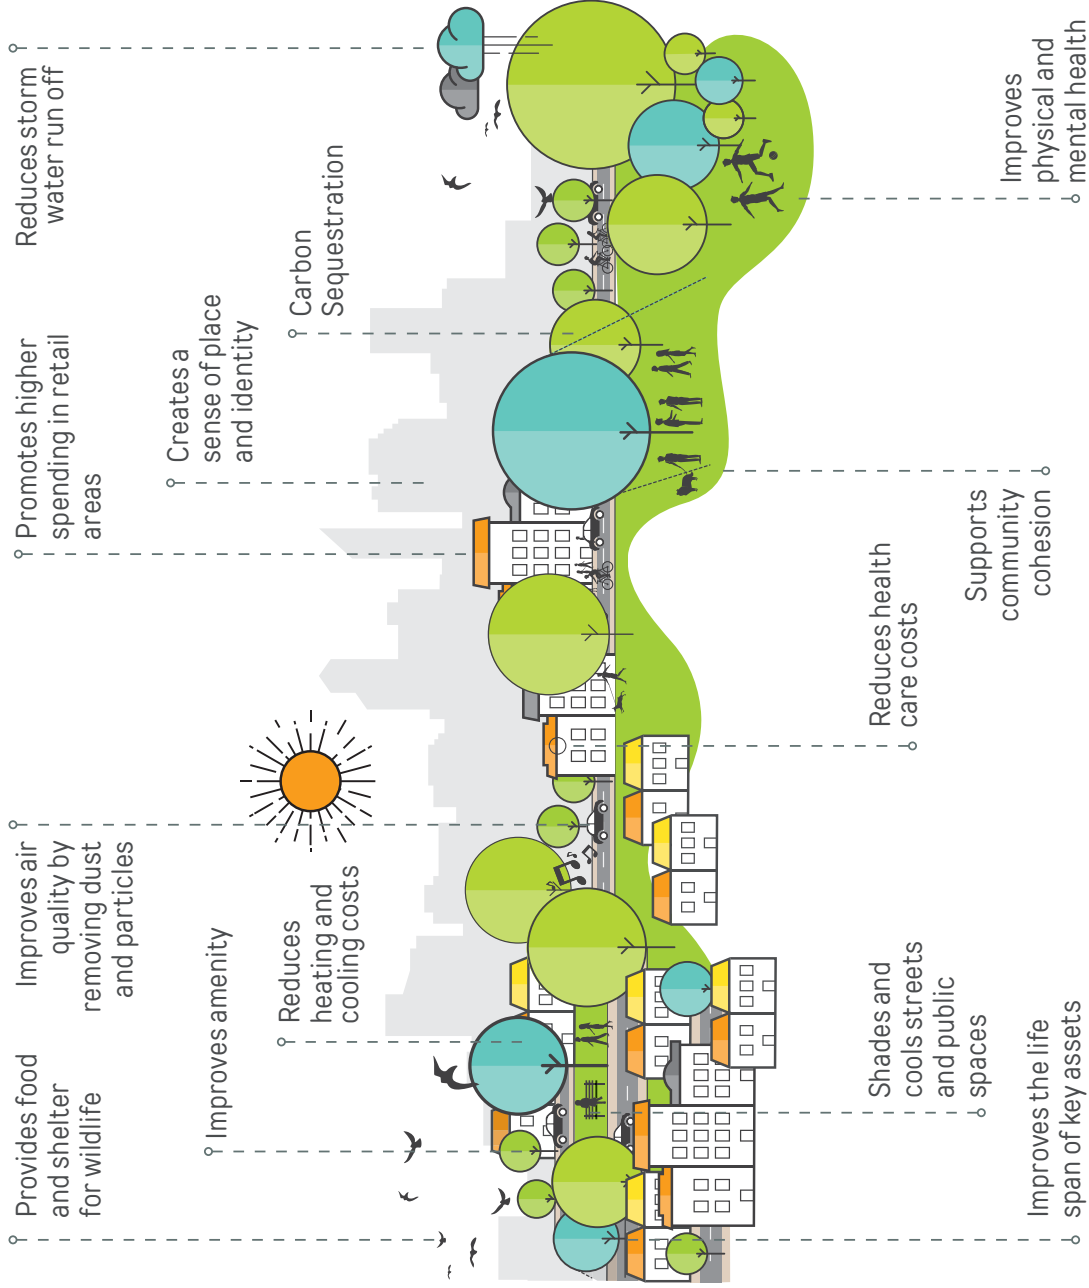 Provides food
and shelter
for wildlife
Improves amenity
Reduces
heating and
cooling costs
Improves air
quality by
removing dust
and particles
Promotes higher
spending in retail
areas
Creates a
sense of place
and identity
Carbon
Sequestration
Reduces storm
water run off
Improves the life
span of key assets
Shades and
cools streets
and public
spaces
Reduces health
care costs
Supports
community
cohesion
Improves
physical and
mental health